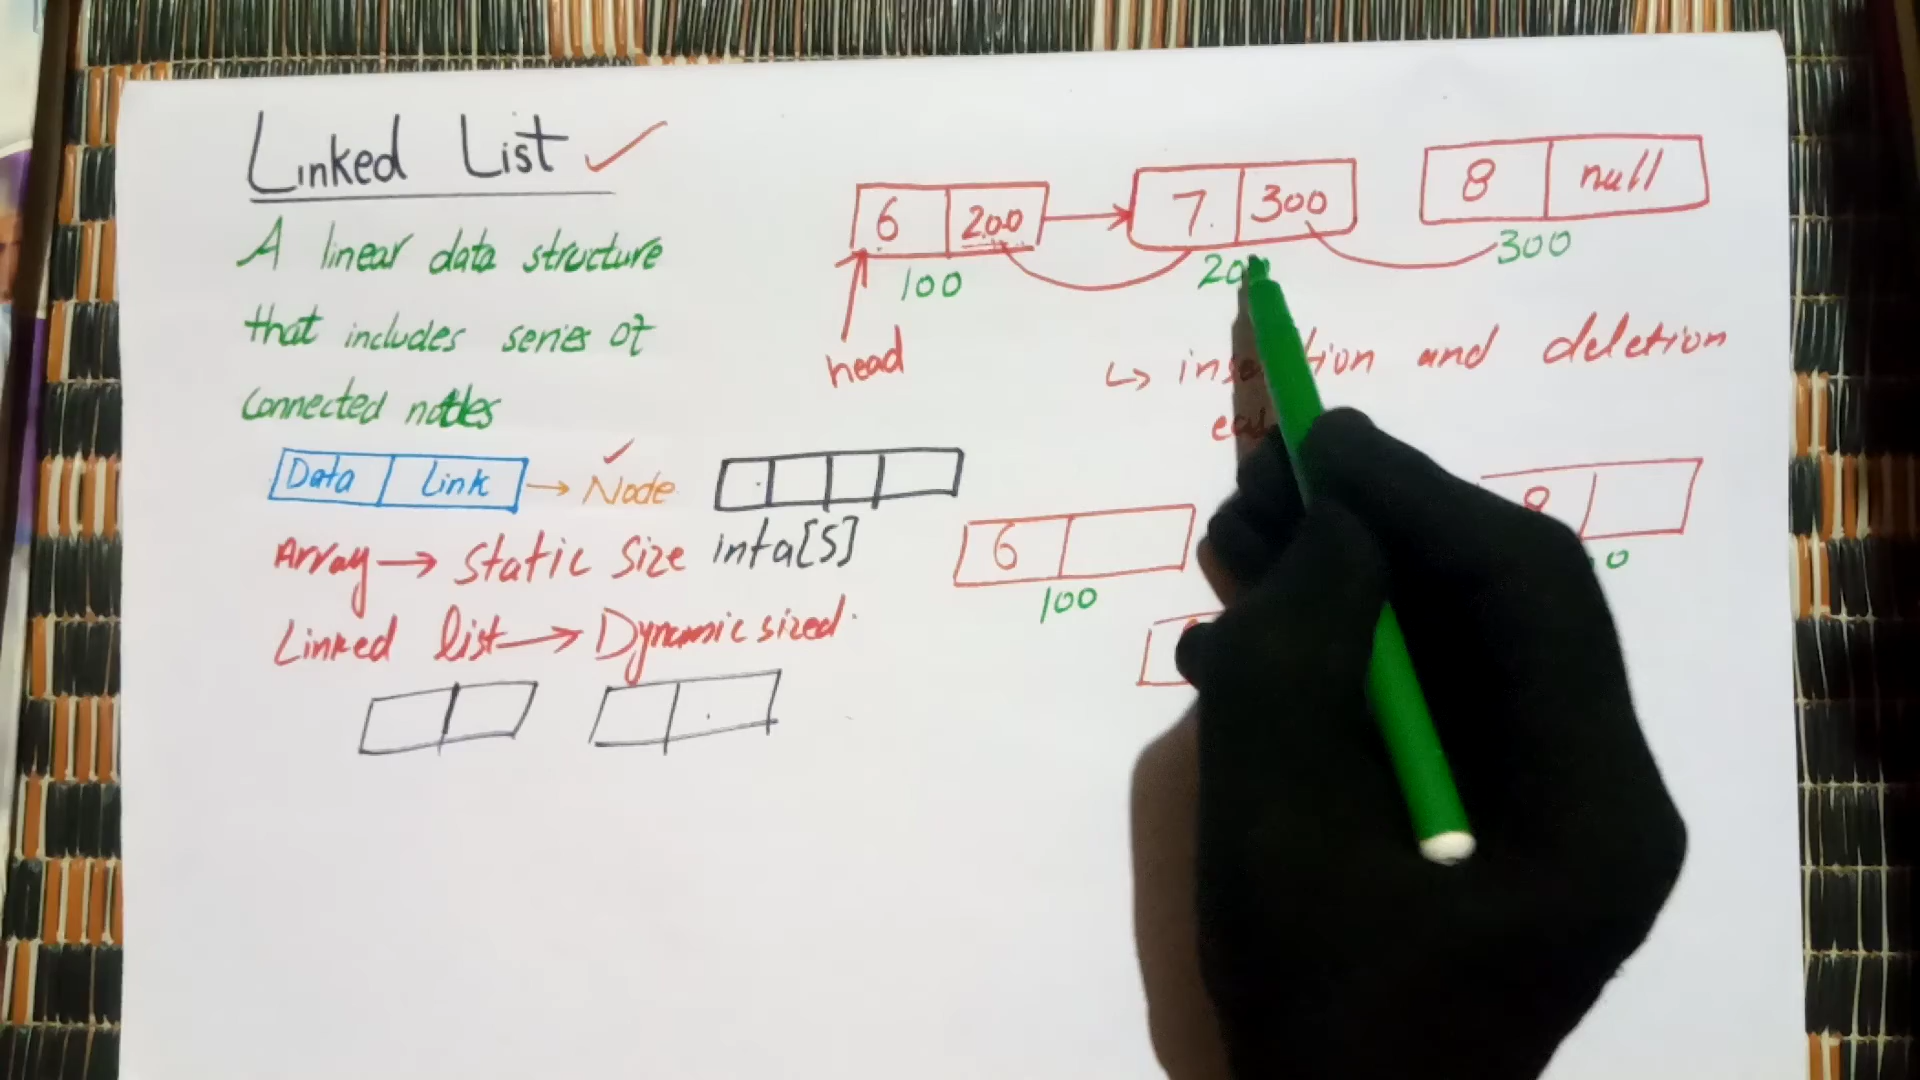 Linked List
A linear data structure
that includes series of
connected nodes
Data Link → Node
Array → Static Size
inta[5]
Linked list → Dynamic sized
6 200
7 300
8 null
100
300
head
↳ and deletion
6
100